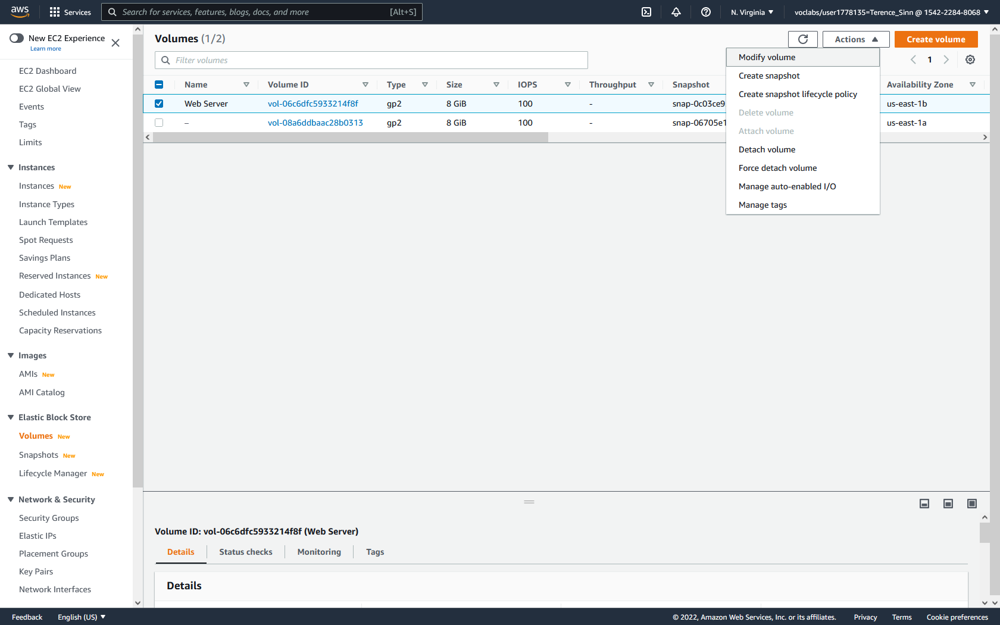 aws Services Search for services, features, blogs, docs, and more [Alt+S] N. Virginia voclabs/user1778135=Terence_Sinn @ 1542-2284-8068
New EC2 Experience
Learn more
EC2 Dashboard
EC2 Global View
Events
Tags
Limits
Instances
Instances New
Instance Types
Launch Templates
Spot Requests
Savings Plans
Reserved Instances New
Dedicated Hosts
Scheduled Instances
Capacity Reservations
Images
AMIs New
AMI Catalog
Elastic Block Store
Volumes New
Snapshots New
Lifecycle Manager New
Network & Security
Security Groups
Elastic IPs
Placement Groups
Key Pairs
Network Interfaces
Volumes (1/2)
Actions
Create volume
Filter volumes
1
Name Volume ID Type Size IOPS Throughput Snapshot Availability Zone
Web Server vol-06c6dfc5933214f8f gp2 8 GiB 100 - snap-0c03ce9 us-east-1b
– vol-08a6ddbaac28b0313 gp2 8 GiB 100 - snap-06705e1 us-east-1a
Modify volume
Create snapshot
Create snapshot lifecycle policy
Delete volume
Attach volume
Detach volume
Force detach volume
Manage auto-enabled I/O
Manage tags
Volume ID: vol-06c6dfc5933214f8f (Web Server)
Details Status checks Monitoring Tags
Details
Feedback English (US) © 2022, Amazon Web Services, Inc. or its affiliates. Privacy Terms Cookie preferences